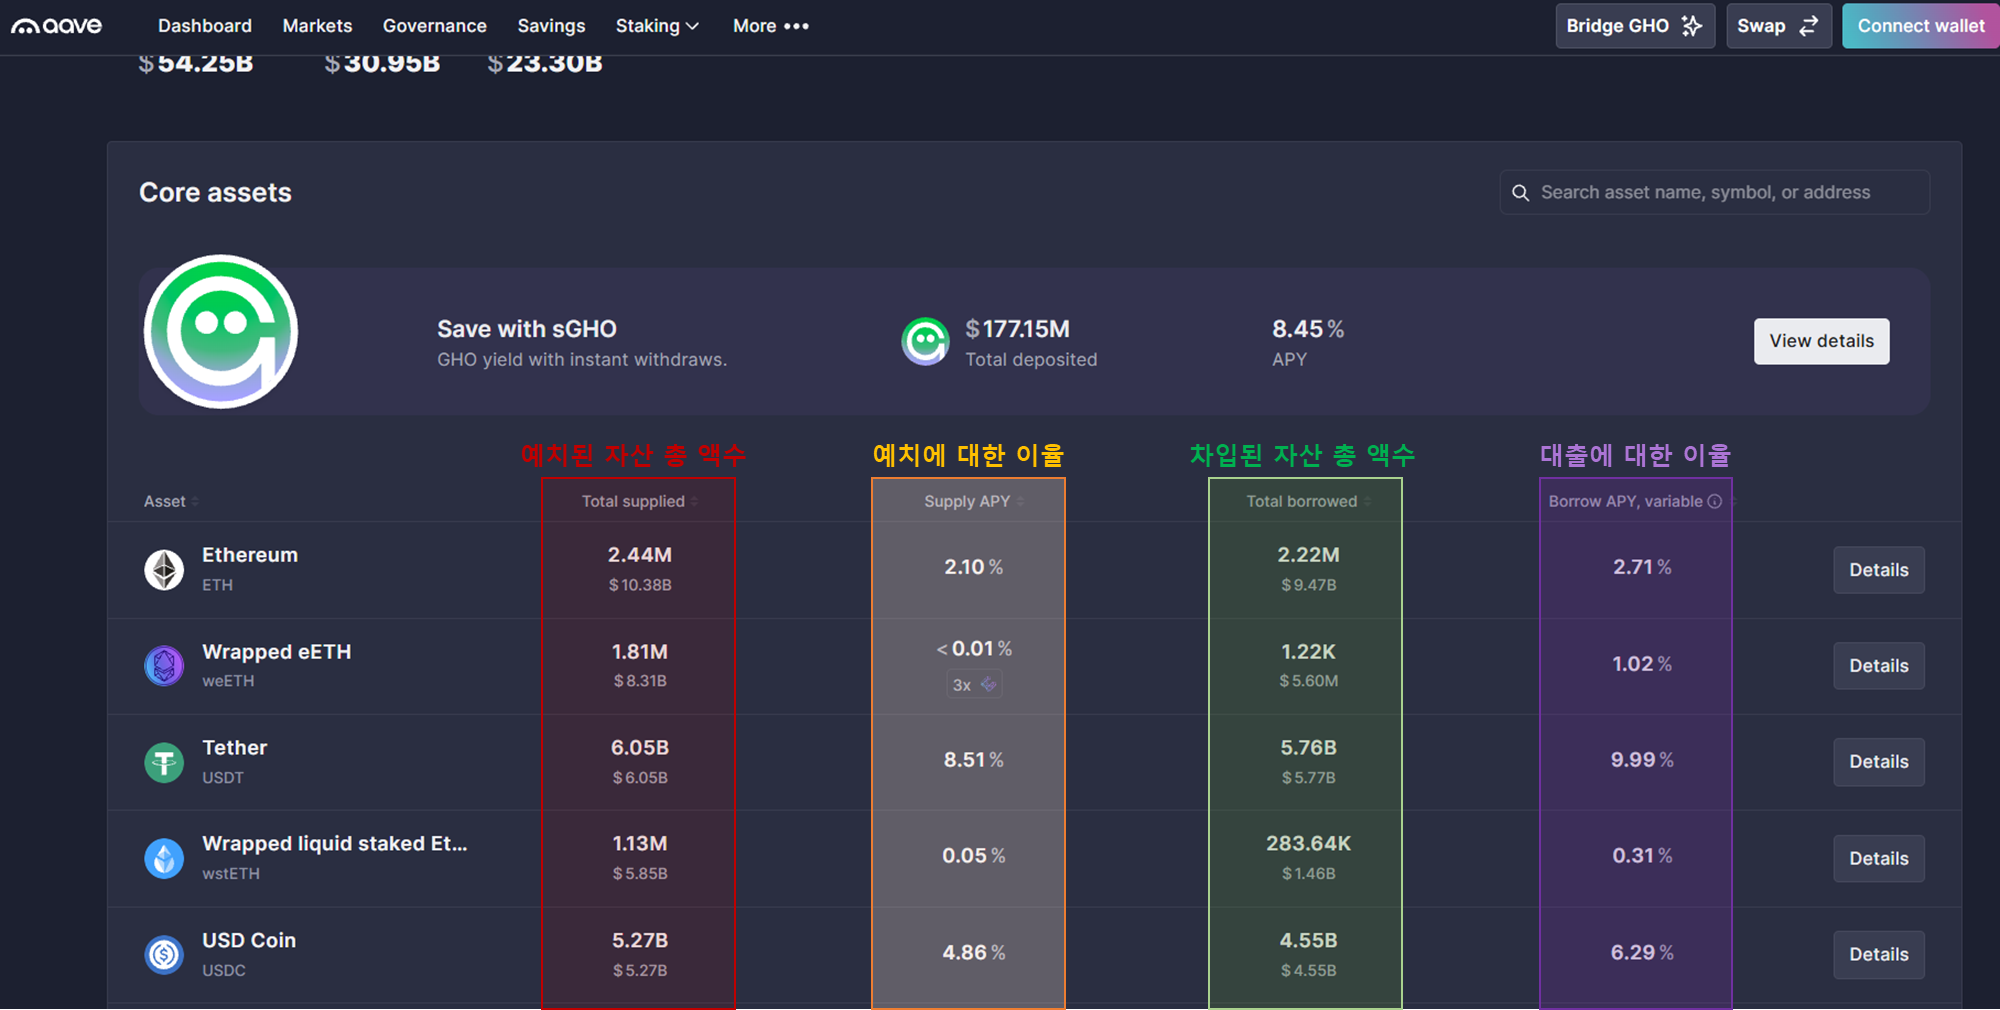 aave Dashboard Markets Governance Savings Staking More Bridge GHO Swap Connect wallet
$54.25B $30.95B $23.30B
Core assets Search asset name, symbol, or address
Save with sGHO $177.15M 8.45% View details
GHO yield with instant withdraws. Total deposited APY
예치된 자산 총 액수 예치에 대한 이율 차입된 자산 총 액수 대출에 대한 이율
Asset Total supplied Supply APY Total borrowed Borrow APY, variable
Ethereum 2.44M 2.10% 2.22M 2.71% Details
ETH $10.38B $9.47B
Wrapped eETH 1.81M <0.01% 1.22K 1.02% Details
weETH $8.31B 3x $5.60M
Tether 6.05B 8.51% 5.76B 9.99% Details
USDT $6.05B $5.77B
Wrapped liquid staked Et... 1.13M 0.05% 283.64K 0.31% Details
wstETH $5.85B $1.46B
USD Coin 5.27B 4.86% 4.55B 6.29% Details
USDC $5.27B $4.55B